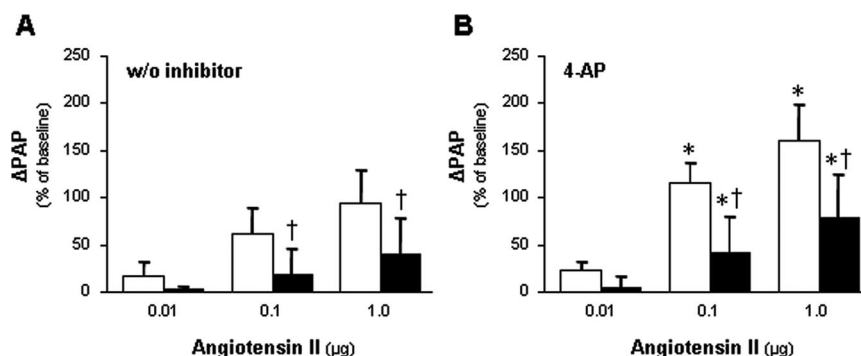 A
w/o inhibitor
ΔPAP
(% of baseline)
250
200
150
100
50
0
†
†
0.01 0.1 1.0
Angiotensin II (µg)
B
4-AP
ΔPAP
(% of baseline)
250
200
150
100
50
0
*
*†
*
*†
0.01 0.1 1.0
Angiotensin II (µg)